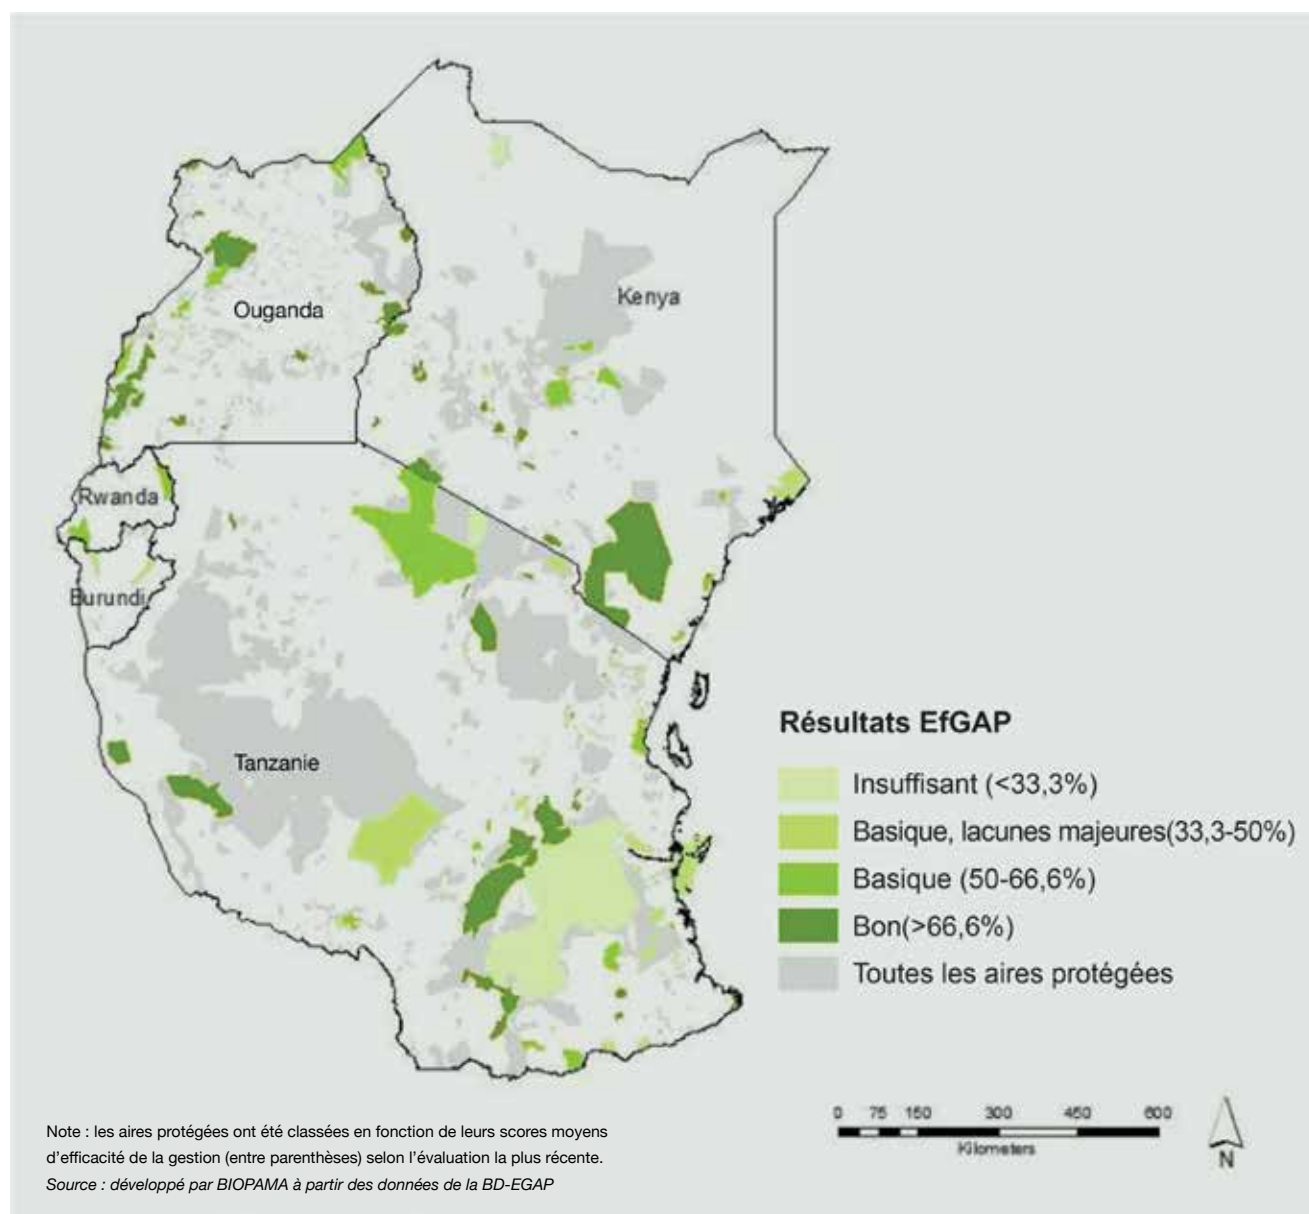 Ouganda
Kenya
Rwanda
Burundi
Tanzanie
Résultats EfGAP
Insuffisant (<33,3%)
Basique, lacunes majeures(33,3-50%)
Basique (50-66,6%)
Bon(>66,6%)
Toutes les aires protégées
0 75 150 300 450 600
Kilometers
N
Note : les aires protégées ont été classées en fonction de leurs scores moyens
d’efficacité de la gestion (entre parenthèses) selon l’évaluation la plus récente.
Source : développé par BIOPAMA à partir des données de la BD-EGAP